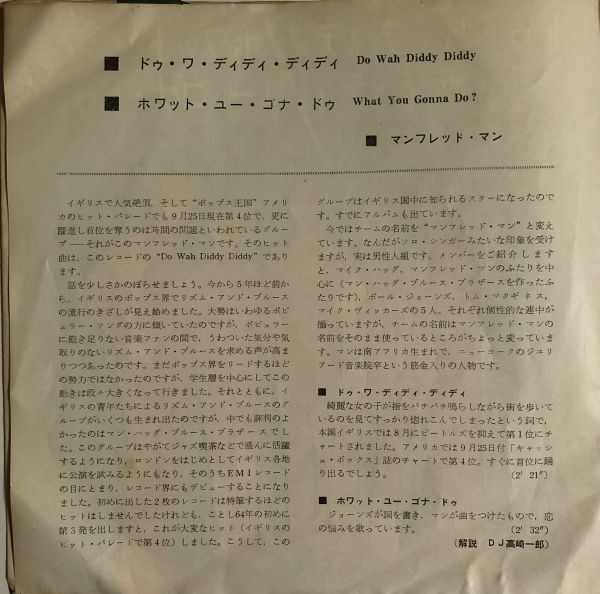 ■ ドゥ・ワ・ディディ・ディディ Do Wah Diddy Diddy
■ ホワット・ユー・ゴナ・ドゥ What You Gonna Do?
■ マンフレッド・マン
イギリスで人気絶頂，そして“ポップス王国”アメリ
カのヒット・パレードでも9月25日現在第4位で，更に
躍進し首位を奪うのは時間の問題といわれているグルー
プ――それがこのマンフレッド・マンです。そのヒット
曲は，このレコードの“Do Wah Diddy Diddy”であり
ます。
話を少しさかのぼらせましょう。今から5年ほど前か
ら，イギリスのポップス界でリズム・アンド・ブルース
の流行のきざしが見え始めました。大勢はいわゆるポピ
ュラー・ソングの方に傾いていたのですが，ポピュラー
に飽き足りない音楽ファンの間で，うわついた気分や気
取りのないリズム・アンド・ブルースを求める声が高ま
りつつあったのです。まだポップス界をリードするほど
の勢力ではなかったのですが，学生層を中心にしてこの
動きは段々大きくなって行きました。それとともに，イ
ギリスの青年たちによるリズム・アンド・ブルースのグ
ループがいくつも生まれ出たのですが，中でも評判のよ
かったのはマン・ハッグ・ブルース・ブラザースでし
た。このグループはやがてジャズ喫茶などで盛んに活躍
するようになり，ロンドンをはじめとしてイギリス各地
に公演を試みるようにもなり，そのうちEMIレコード
の目にとまり，レコード界にもデビューすることになり
ました。初めに出した2枚のレコードは特筆するほどの
ヒットはしませんでしたけれども，ことし64年の初めに
第3発を出しますと，これが大変なヒット（イギリスの
ヒット・パレードで第4位）しました。こうして，この
グループはイギリス国中に知られるスターになったので
す。すでにアルバムも出ています。
今ではチームの名前を“マンフレッド・マン”と変え
ています。なんだかソロ・シンガーみたいな印象を受け
ますが，実は男性5人組です。メンバーをご紹介します
と，マイク・ハッグ，マンフレッド・マンのふたりを中
心に（マン・ハッグ・ブルース・ブラザースを作ったふ
たりです），ポール・ジョーンズ，トム・マクギネス，
マイク・ヴィッカーズの5人。それぞれ個性的な連中が
揃っていますが，チームの名前はマンフレッド・マンの
名前をそのまま使っているところがちょっと変っていま
す。マンは南アフリカ生まれで，ニューヨークのジュリ
アード音楽院卒という筋金入りの人物です。
■ ドゥ・ワ・ディディ・ディディ
綺麗な女の子が指をパチパチ鳴らしながら街を歩いて
いるのを見てすっかり惚れこんでしまったという詞で，
本国イギリスでは8月にビートルズを抑えて第1位にチ
ャートされました。アメリカでは9月25日付「キャッシ
ュ・ボックス」誌のチャートで第4位。すぐに首位に躍
り出るでしょう。 (2′21″)
■ ホワット・ユー・ゴナ・ドゥ
ジョーンズが詞を書き，マンが曲をつけたもので，恋
の悩みを歌っています。 (2′32″)
(解説 DJ高崎一郎)